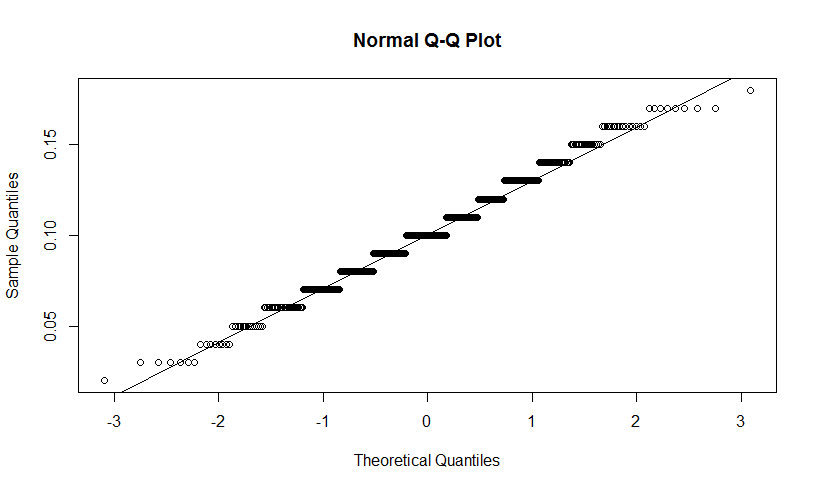 Normal Q-Q Plot
Sample Quantiles
0.15
0.10
0.05
-3 -2 -1 0 1 2 3
Theoretical Quantiles